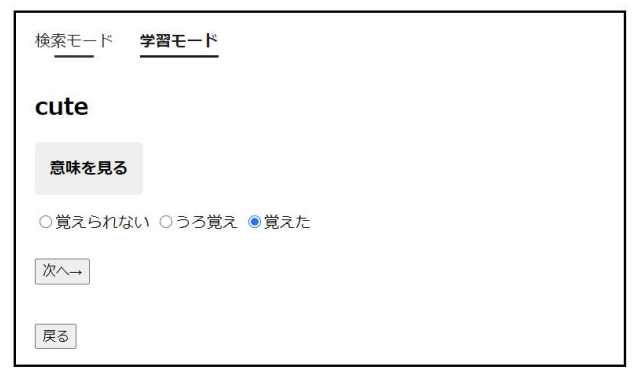 検索モード 学習モード
cute
意味を見る
覚えられない うろ覚え 覚えた
次へ→
戻る